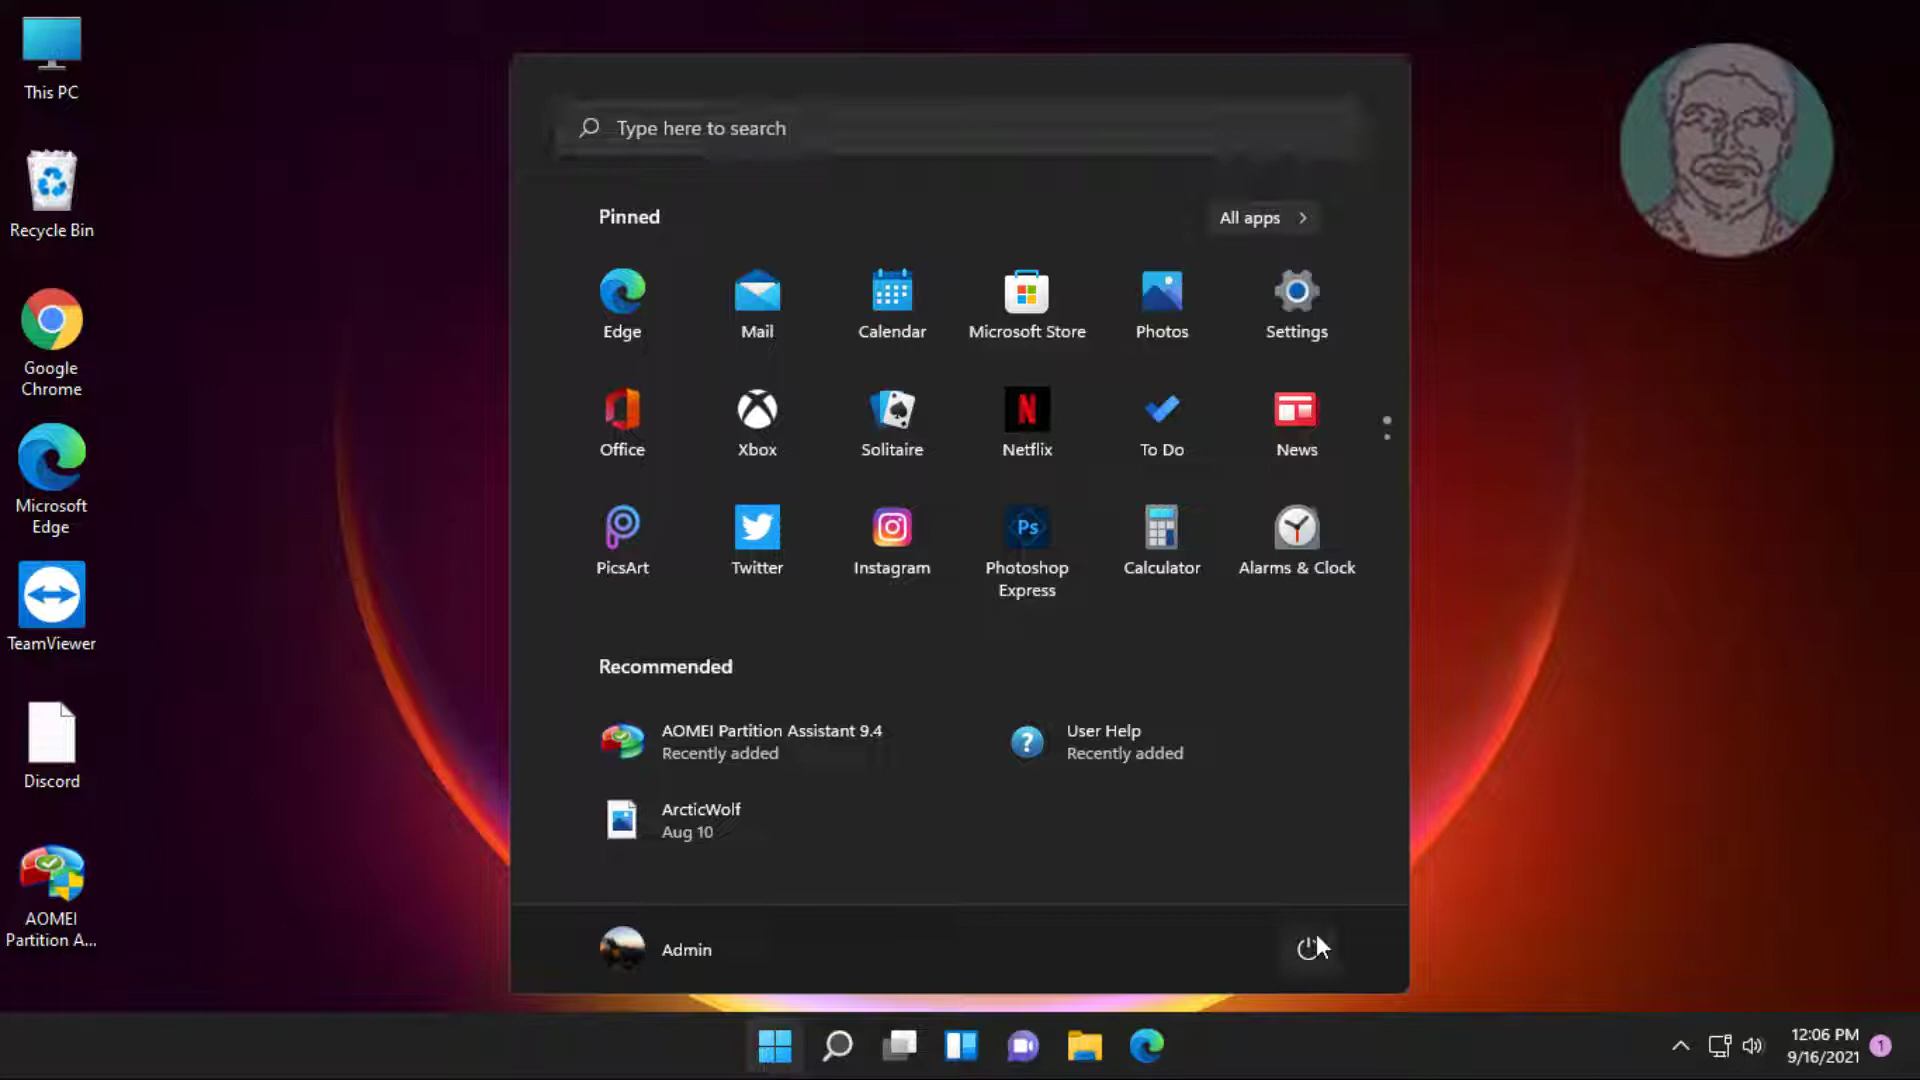 This PC
Recycle Bin
Google
Chrome
Microsoft
Edge
TeamViewer
Discord
AOMEI
Partition A...
Type here to search
Pinned
All apps
Edge
Mail
Calendar
Microsoft Store
Photos
Settings
Office
Xbox
Solitaire
N
Netflix
To Do
News
PicsArt
Twitter
Instagram
Ps
Photoshop
Express
Calculator
Alarms & Clock
Recommended
AOMEI Partition Assistant 9.4
Recently added
?
User Help
Recently added
ArcticWolf
Aug 10
Admin
12:06 PM
9/16/2021
1